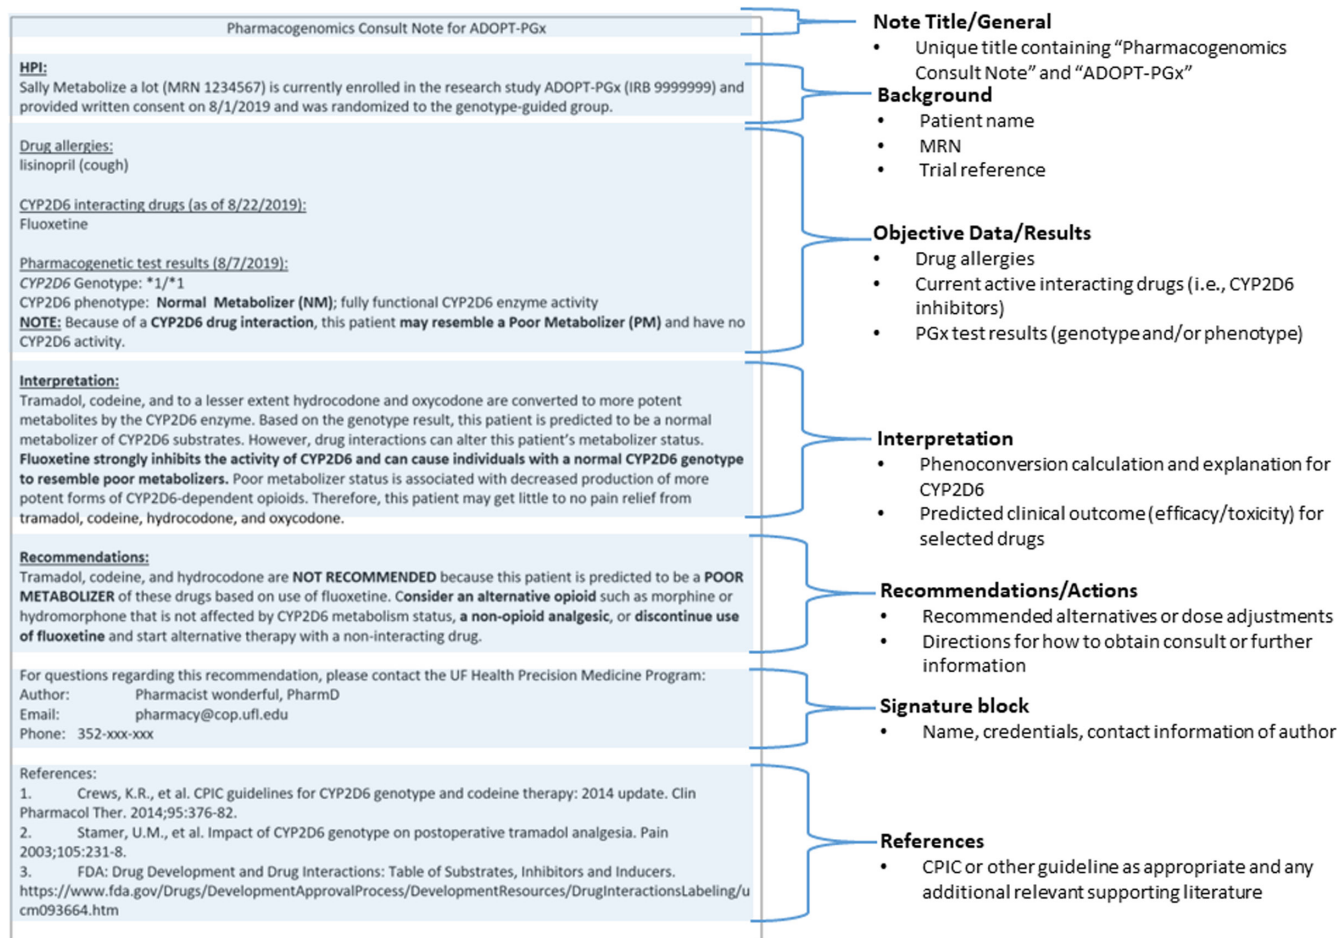 Pharmacogenomics Consult Note for ADOPT-PGx
HPI:
Sally Metabolize a lot (MRN 1234567) is currently enrolled in the research study ADOPT-PGx (IRB 9999999) and
provided written consent on 8/1/2019 and was randomized to the genotype-guided group.
Drug allergies:
lisinopril (cough)
CYP2D6 interacting drugs (as of 8/22/2019):
Fluoxetine
Pharmacogenetic test results (8/7/2019):
CYP2D6 Genotype: *1/*1
CYP2D6 phenotype: Normal Metabolizer (NM); fully functional CYP2D6 enzyme activity
NOTE: Because of a CYP2D6 drug interaction, this patient may resemble a Poor Metabolizer (PM) and have no
CYP2D6 activity.
Interpretation:
Tramadol, codeine, and to a lesser extent hydrocodone and oxycodone are converted to more potent
metabolites by the CYP2D6 enzyme. Based on the genotype result, this patient is predicted to be a normal
metabolizer of CYP2D6 substrates. However, drug interactions can alter this patient's metabolizer status.
Fluoxetine strongly inhibits the activity of CYP2D6 and can cause individuals with a normal CYP2D6 genotype
to resemble poor metabolizers. Poor metabolizer status is associated with decreased production of more
potent forms of CYP2D6-dependent opioids. Therefore, this patient may get little to no pain relief from
tramadol, codeine, hydrocodone, and oxycodone.
Recommendations:
Tramadol, codeine, and hydrocodone are NOT RECOMMENDED because this patient is predicted to be a POOR
METABOLIZER of these drugs based on use of fluoxetine. Consider an alternative opioid such as morphine or
hydromorphone that is not affected by CYP2D6 metabolism status, a non-opioid analgesic, or discontinue use
of fluoxetine and start alternative therapy with a non-interacting drug.
For questions regarding this recommendation, please contact the UF Health Precision Medicine Program:
Author: Pharmacist wonderful, PharmD
Email: pharmacy@cop.ufl.edu
Phone: 352-xxx-xxx
References:
1. Crews, K.R., et al. CPIC guidelines for CYP2D6 genotype and codeine therapy: 2014 update. Clin
Pharmacol Ther. 2014;95:376-82.
2. Stamer, U.M., et al. Impact of CYP2D6 genotype on postoperative tramadol analgesia. Pain
2003;105:231-8.
3. FDA: Drug Development and Drug Interactions: Table of Substrates, Inhibitors and Inducers.
https://www.fda.gov/Drugs/DevelopmentApprovalProcess/DevelopmentResources/DrugInteractionsLabeling/u
cm093664.htm
Note Title/General
• Unique title containing “Pharmacogenomics
Consult Note” and “ADOPT-PGx”
Background
• Patient name
• MRN
• Trial reference
Objective Data/Results
• Drug allergies
• Current active interacting drugs (i.e., CYP2D6
inhibitors)
• PGx test results (genotype and/or phenotype)
Interpretation
• Phenoconversion calculation and explanation for
CYP2D6
• Predicted clinical outcome (efficacy/toxicity) for
selected drugs
Recommendations/Actions
• Recommended alternatives or dose adjustments
• Directions for how to obtain consult or further
information
Signature block
• Name, credentials, contact information of author
References
• CPIC or other guideline as appropriate and any
additional relevant supporting literature